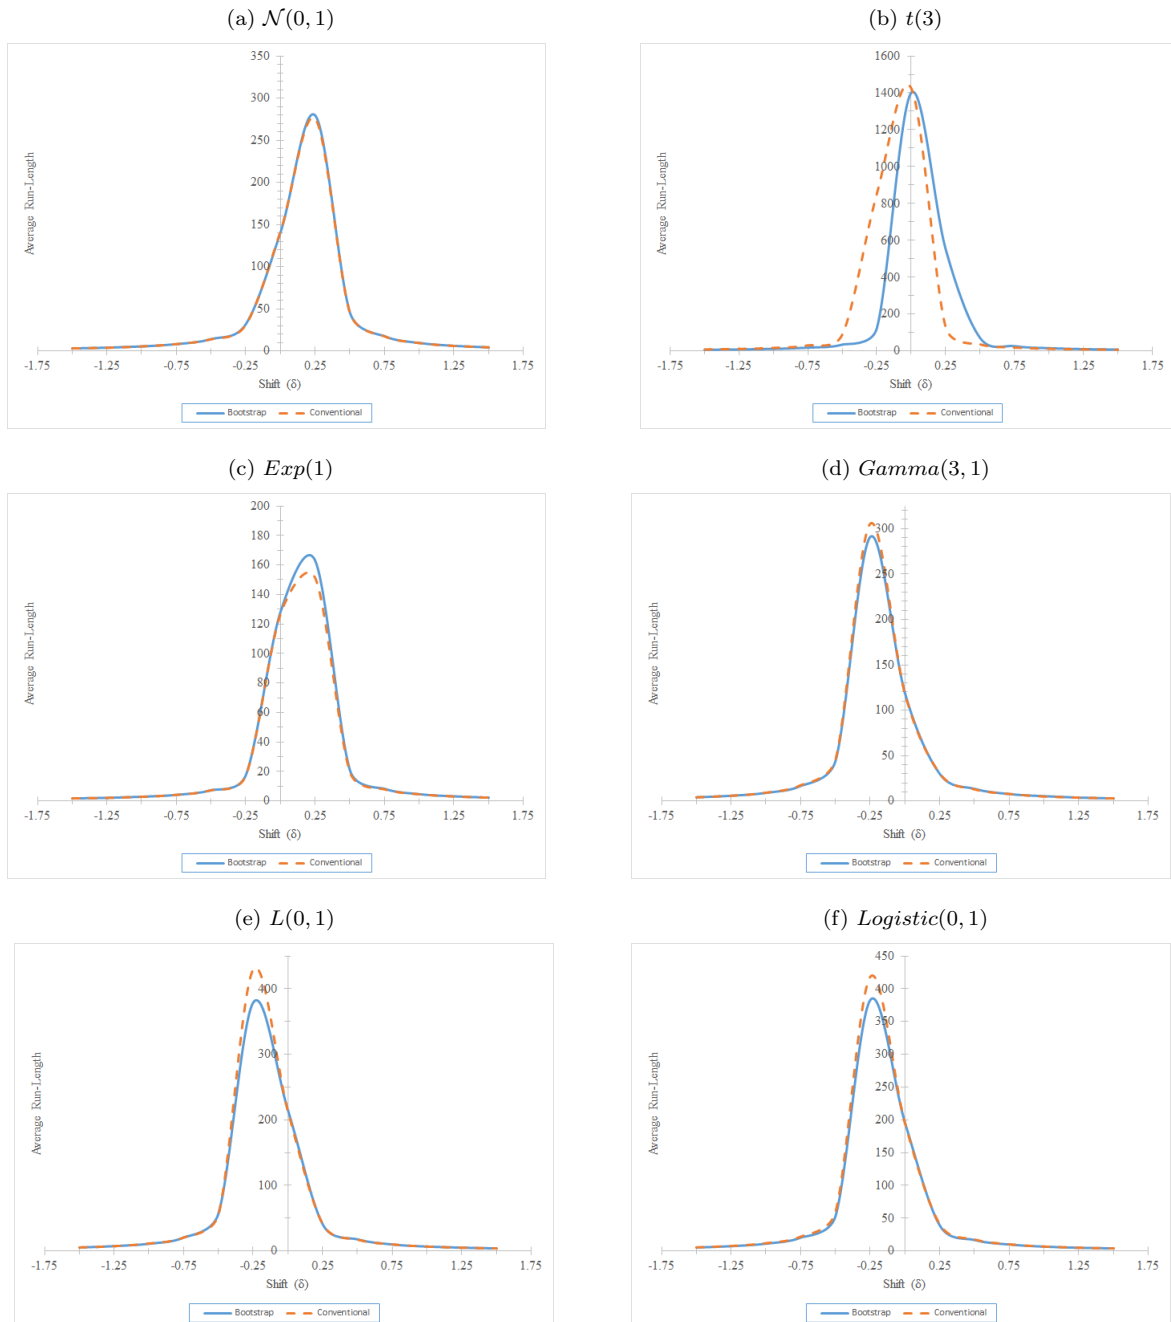 (a) N(0, 1)
(b) t(3)
350
300
250
200
150
100
50
0
-1.75 -1.25 -0.75 -0.25 0.25 0.75 1.25 1.75
Average Run-Length
Shift (δ)
Bootstrap Conventional
1600
1400
1200
1000
800
600
400
200
0
-1.75 -1.25 -0.75 -0.25 0.25 0.75 1.25 1.75
Average Run-Length
Shift (δ)
Bootstrap Conventional
(c) Exp(1)
(d) Gamma(3, 1)
200
180
160
140
120
100
80
60
40
20
0
-1.75 -1.25 -0.75 -0.25 0.25 0.75 1.25 1.75
Average Run-Length
Shift (δ)
Bootstrap Conventional
300
250
200
150
100
50
0
-1.75 -1.25 -0.75 -0.25 0.25 0.75 1.25 1.75
Average Run-Length
Shift (δ)
Bootstrap Conventional
(e) L(0, 1)
(f) Logistic(0, 1)
400
300
200
100
0
-1.75 -1.25 -0.75 -0.25 0.25 0.75 1.25 1.75
Average Run-Length
Shift (δ)
Bootstrap Conventional
450
400
350
300
250
200
150
100
50
0
-1.75 -1.25 -0.75 -0.25 0.25 0.75 1.25 1.75
Average Run-Length
Shift (δ)
Bootstrap Conventional